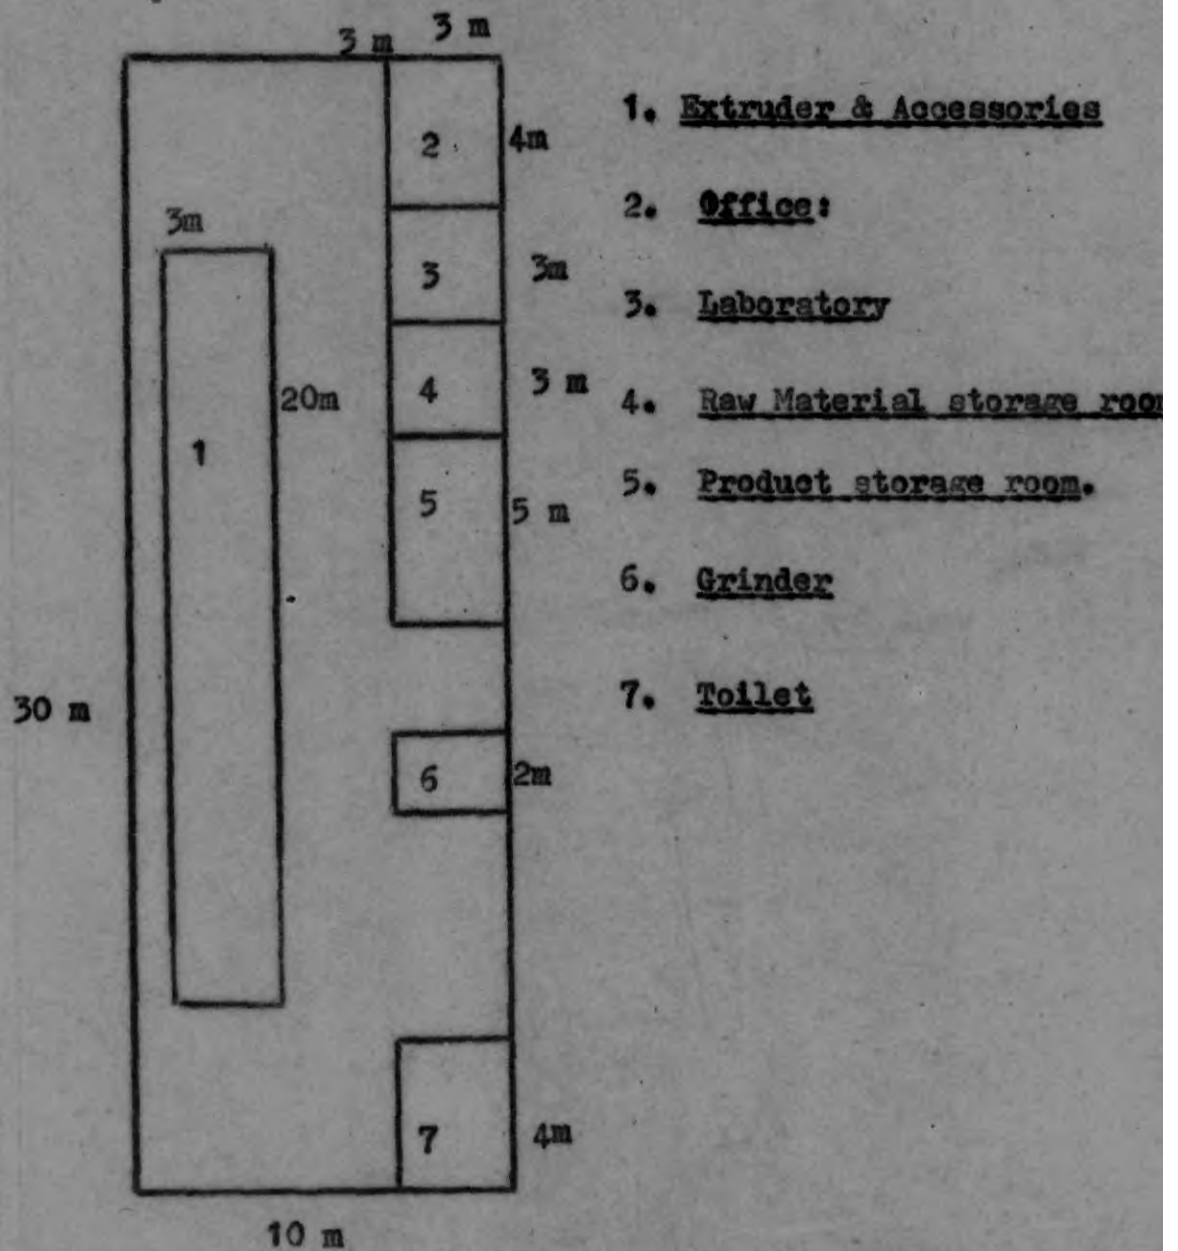 3 m 3 m
1. Extruder & Accessories
2 4m
2. Office:
3m
3 3m
3. Laboratory
20m 4 3 m
4. Raw Material storage room
1
5 5 m
5. Product storage room.
6. Grinder
7. Toilet
30 m
6 2m
7 4m
10 m